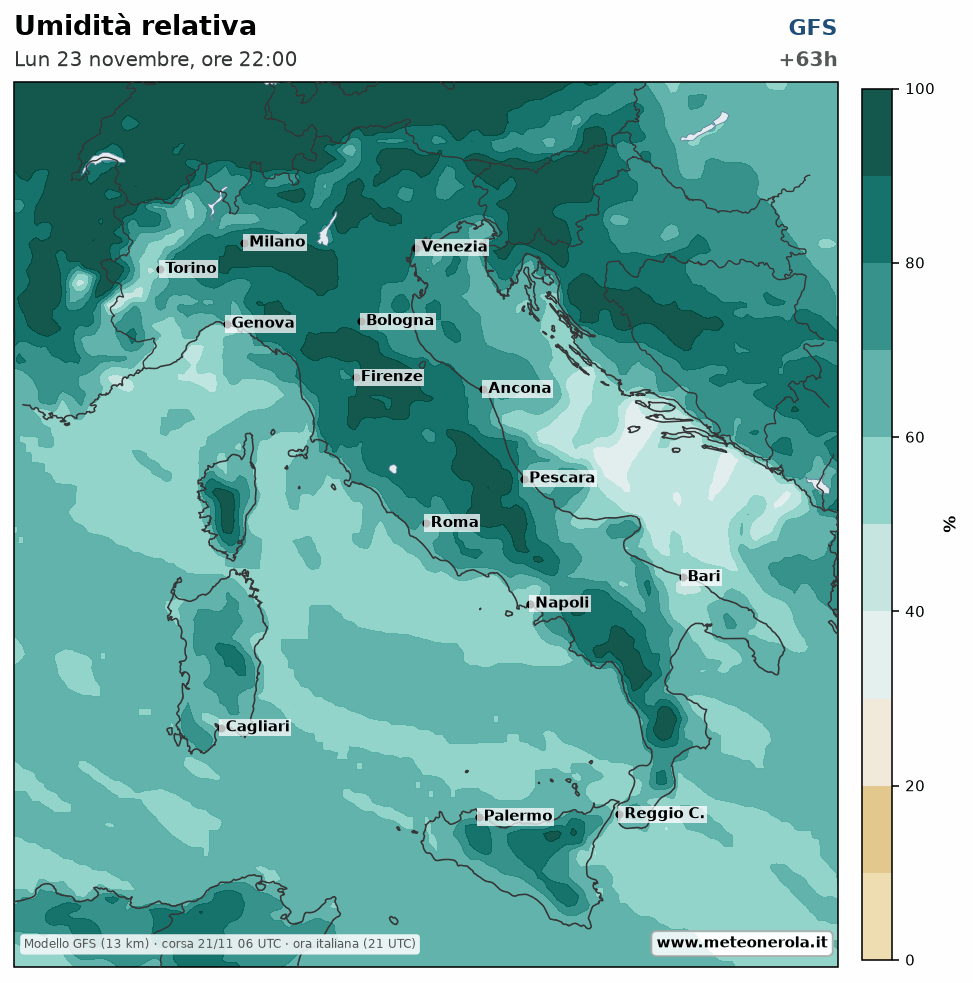 Umidità relativa
GFS
Lun 23 novembre, ore 22:00
+63h
100
80
60
40
20
0
%
Milano
Venezia
Torino
Genova
Bologna
Firenze
Ancona
Pescara
Roma
Bari
Napoli
Cagliari
Palermo
Reggio C.
Modello GFS (13 km) · corsa 21/11 06 UTC · ora italiana (21 UTC)
www.meteonerola.it